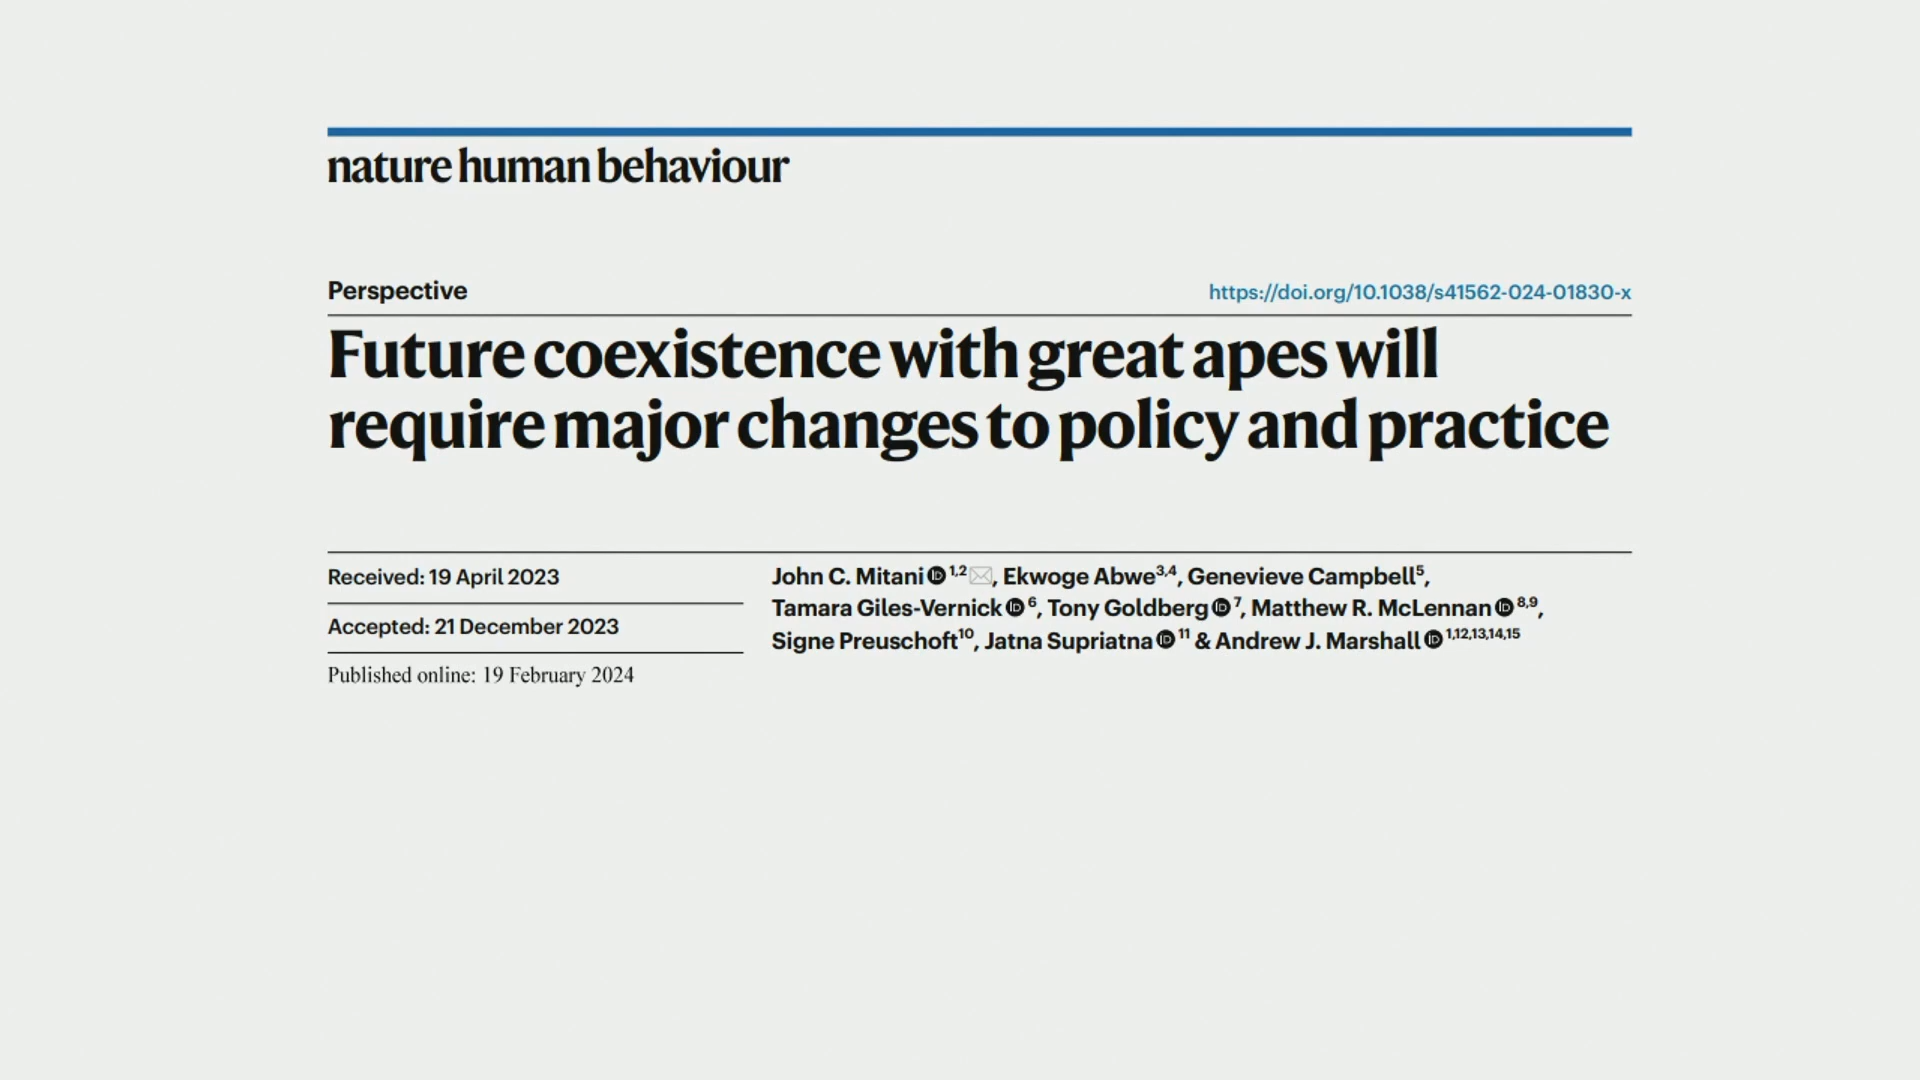 nature human behaviour
Perspective
https://doi.org/10.1038/s41562-024-01830-x
Future coexistence with great apes will
require major changes to policy and practice
Received: 19 April 2023
Accepted: 21 December 2023
Published online: 19 February 2024
John C. Mitani 1,2, Ekwoge Abwe3,4, Genevieve Campbell5,
Tamara Giles-Vernick 6, Tony Goldberg 7, Matthew R. McLennan 8,9,
Signe Preuschoft10, Jatna Supriatna 11 & Andrew J. Marshall 1,12,13,14,15